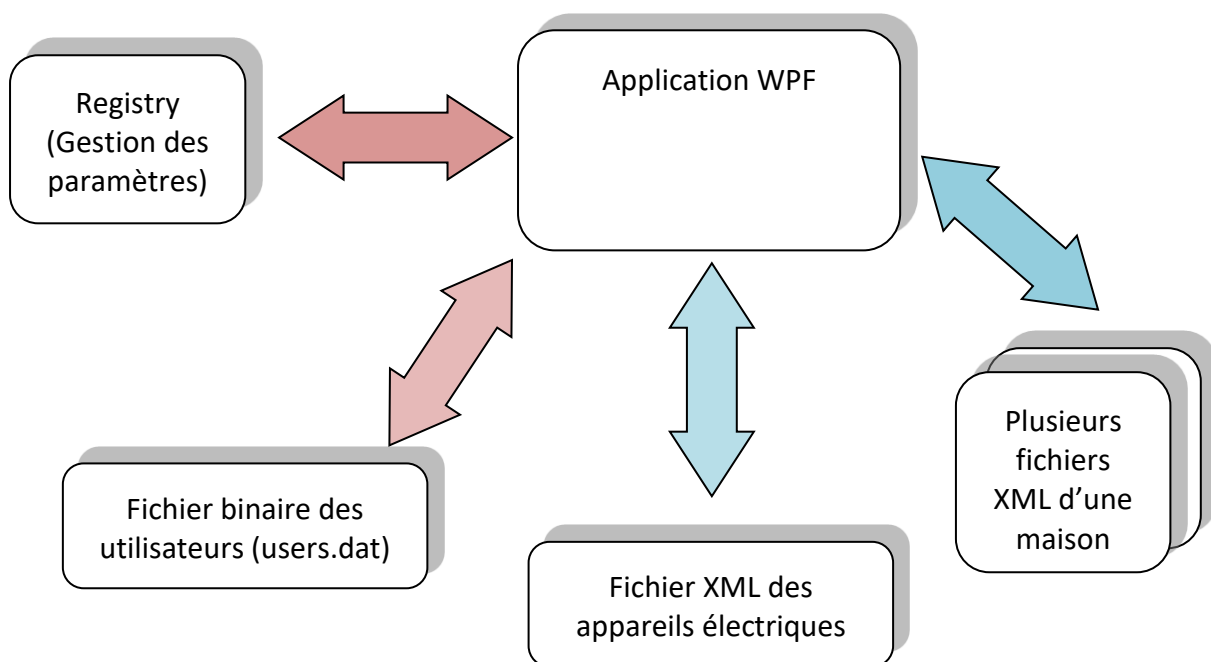 Application WPF
Registry
(Gestion des
paramètres)
Plusieurs
fichiers
XML d’une
maison
Fichier binaire des
utilisateurs (users.dat)
Fichier XML des
appareils électriques